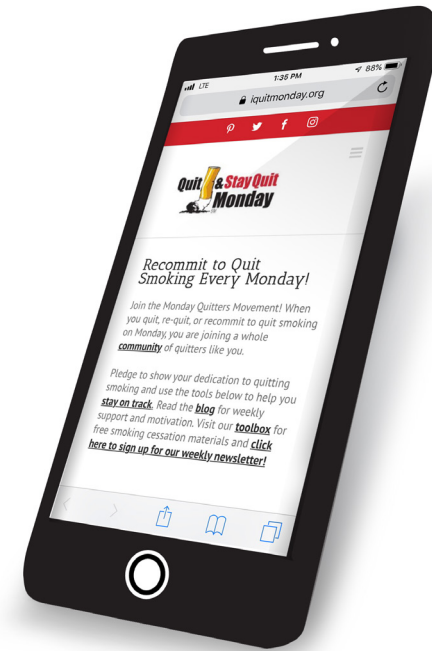 LTE 1:35 PM 88%
iquitmonday.org
Quit & Stay Quit
Monday
Recommit to Quit
Smoking Every Monday!
Join the Monday Quitters Movement! When
you quit, re-quit, or recommit to quit smoking
on Monday, you are joining a whole
community of quitters like you.
Pledge to show your dedication to quitting
smoking and use the tools below to help you
stay on track. Read the blog for weekly
support and motivation. Visit our toolbox for
free smoking cessation materials and click
here to sign up for our weekly newsletter!